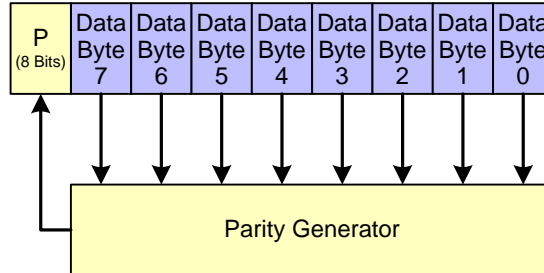 P
(8 Bits)
Data
Byte
7
Data
Byte
6
Data
Byte
5
Data
Byte
4
Data
Byte
3
Data
Byte
2
Data
Byte
1
Data
Byte
0
Parity Generator